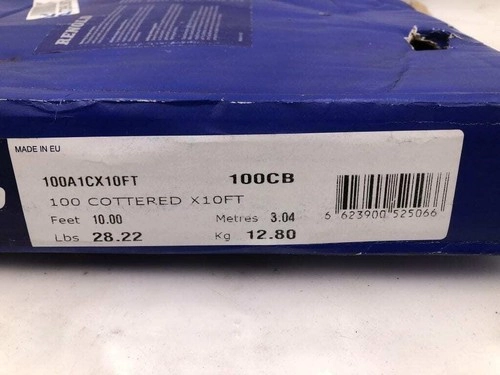 RENOLD
MADE IN EU
100A1CX10FT 100CB
100 COTTERED X10FT
Feet 10.00 Metres 3.04
Lbs 28.22 Kg 12.80
6 623900 525066